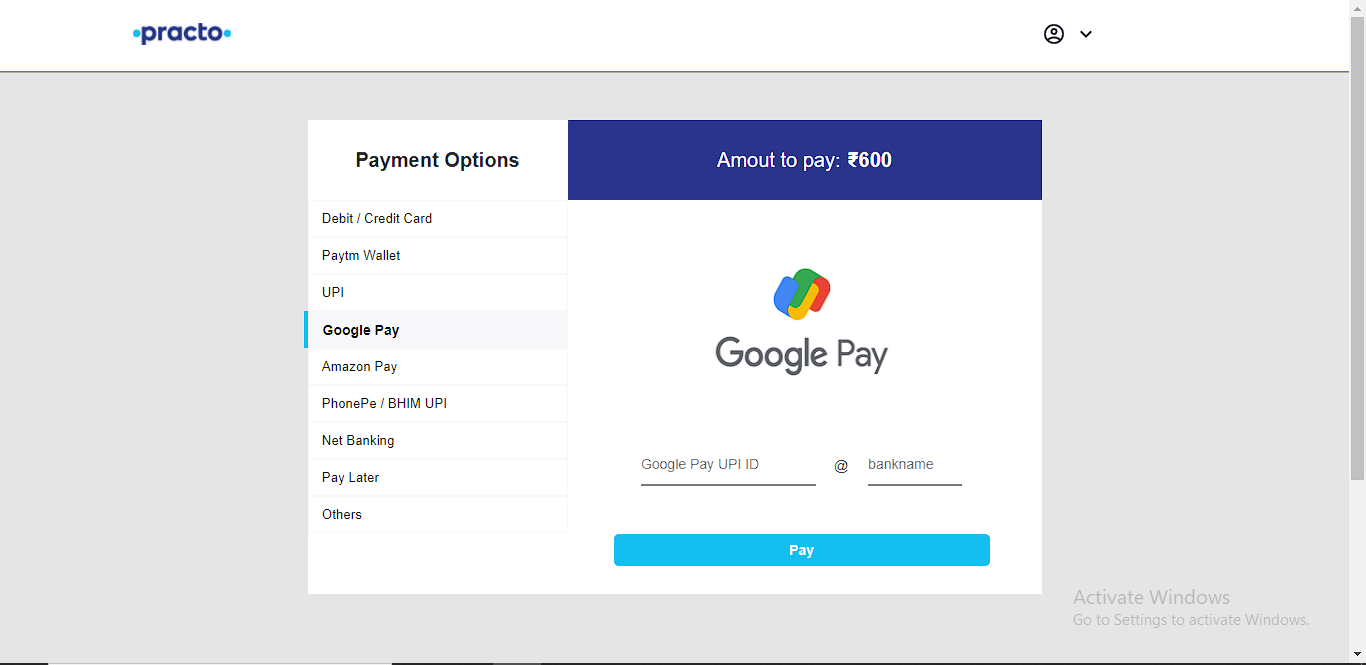 practo
Payment Options
Amout to pay: ₹600
Debit / Credit Card
Paytm Wallet
UPI
Google Pay
Amazon Pay
PhonePe / BHIM UPI
Net Banking
Pay Later
Others
Google Pay
Google Pay UPI ID @ bankname
Pay
Activate Windows
Go to Settings to activate Windows.